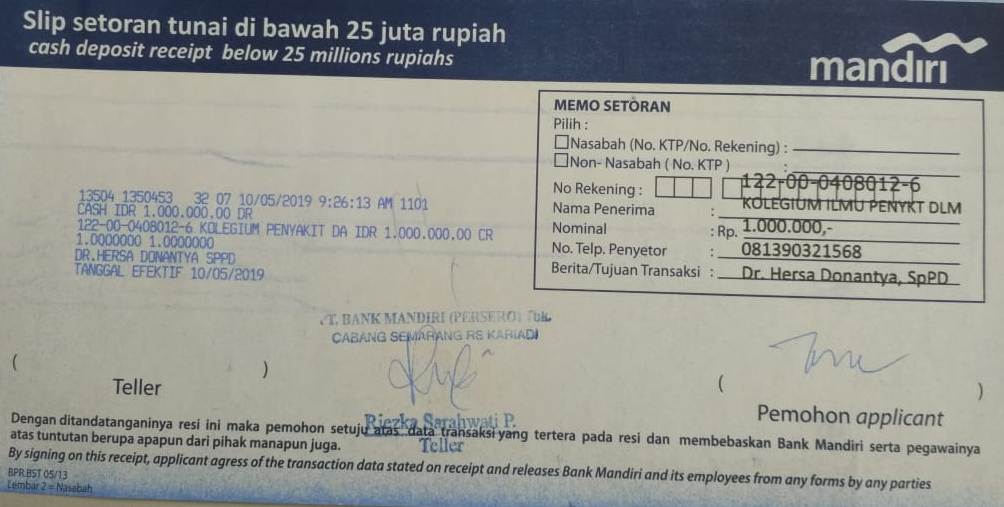 Slip setoran tunai di bawah 25 juta rupiah
cash deposit receipt below 25 millions rupiahs
mandiri
MEMO SETORAN
Pilih :
Nasabah (No. KTP/No. Rekening) :
Non- Nasabah ( No. KTP ) :
No Rekening : 122-00-0408012-6
Nama Penerima : KOLEGIUM ILMU PENYKT DLM
Nominal : Rp. 1.000.000,-
No. Telp. Penyetor : 081390321568
Berita/Tujuan Transaksi : Dr. Hersa Donantya, SpPD
13504 1350453 32 07 10/05/2019 9:26:13 AM 1101
CASH IDR 1.000.000.00 DR
122-00-0408012-6 KOLEGIUM PENYAKIT DA IDR 1.000.000.00 CR
1.0000000 1.0000000
DR.HERSA DONANTYA SPPD
TANGGAL EFEKTIF 10/05/2019
.T. BANK MANDIRI (PERSERO) Tbk.
CABANG SEMARANG RS KARIADI
( )
Teller
Riezka Sarahwati P.
Teller
( )
Pemohon applicant
Dengan ditandatanganinya resi ini maka pemohon setuju atas data transaksi yang tertera pada resi dan membebaskan Bank Mandiri serta pegawainya
atas tuntutan berupa apapun dari pihak manapun juga.
By signing on this receipt, applicant agress of the transaction data stated on receipt and releases Bank Mandiri and its employees from any forms by any parties
BPR.BST 05/13
Lembar 2 = Nasabah